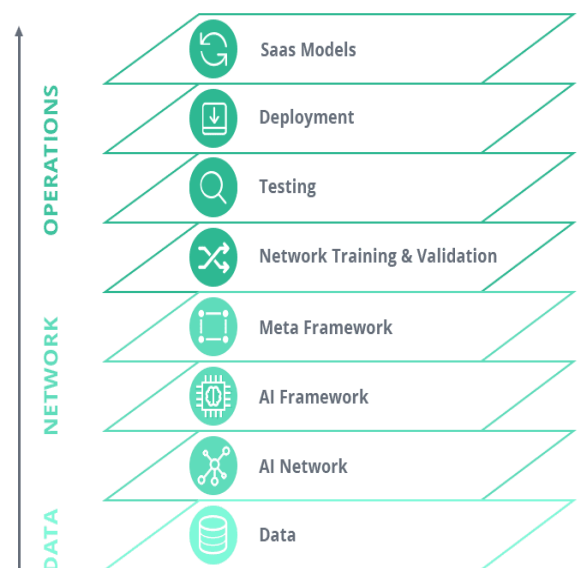 OPERATIONS
Saas Models
Deployment
Testing
Network Training & Validation
NETWORK
Meta Framework
AI Framework
AI Network
DATA
Data